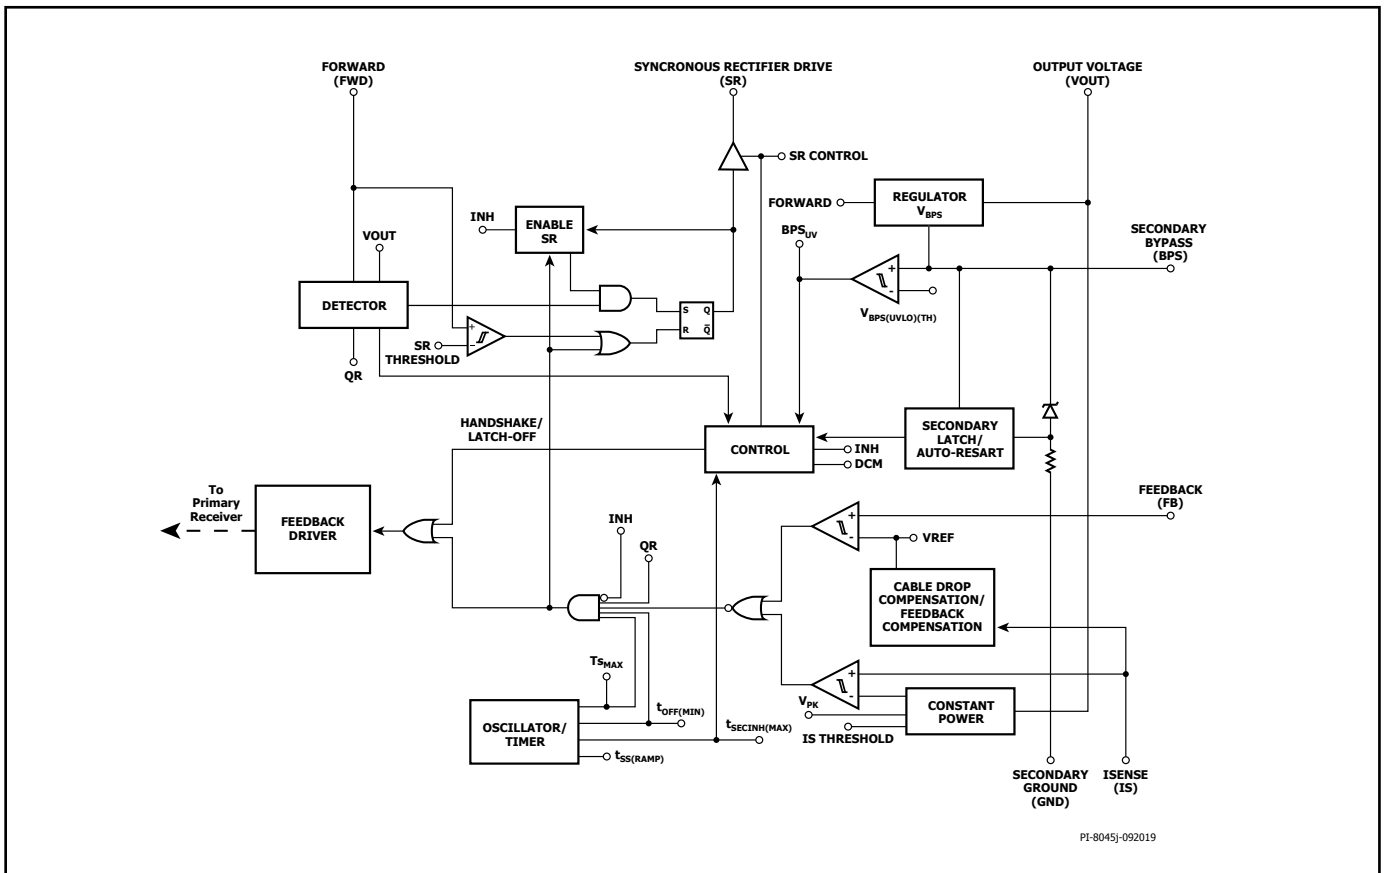 FORWARD
(FWD)
SYNCRONOUS RECTIFIER DRIVE
(SR)
OUTPUT VOLTAGE
(VOUT)
SR CONTROL
FORWARD
REGULATOR
VBPS
INH
ENABLE
SR
VOUT
BPSUV
SECONDARY
BYPASS
(BPS)
+
-
VBPS(UVLO)(TH)
DETECTOR
S Q
R Q̅
+
-
SR
THRESHOLD
QR
HANDSHAKE/
LATCH-OFF
CONTROL
SECONDARY
LATCH/
AUTO-RESART
INH
DCM
To
Primary
Receiver
FEEDBACK
DRIVER
INH
QR
FEEDBACK
(FB)
+
-
VREF
CABLE DROP
COMPENSATION/
FEEDBACK
COMPENSATION
TsMAX
+
-
VPK
CONSTANT
POWER
IS THRESHOLD
OSCILLATOR/
TIMER
tOFF(MIN)
tSECINH(MAX)
tSS(RAMP)
SECONDARY
GROUND
(GND)
ISENSE
(IS)
PI-8045j-092019